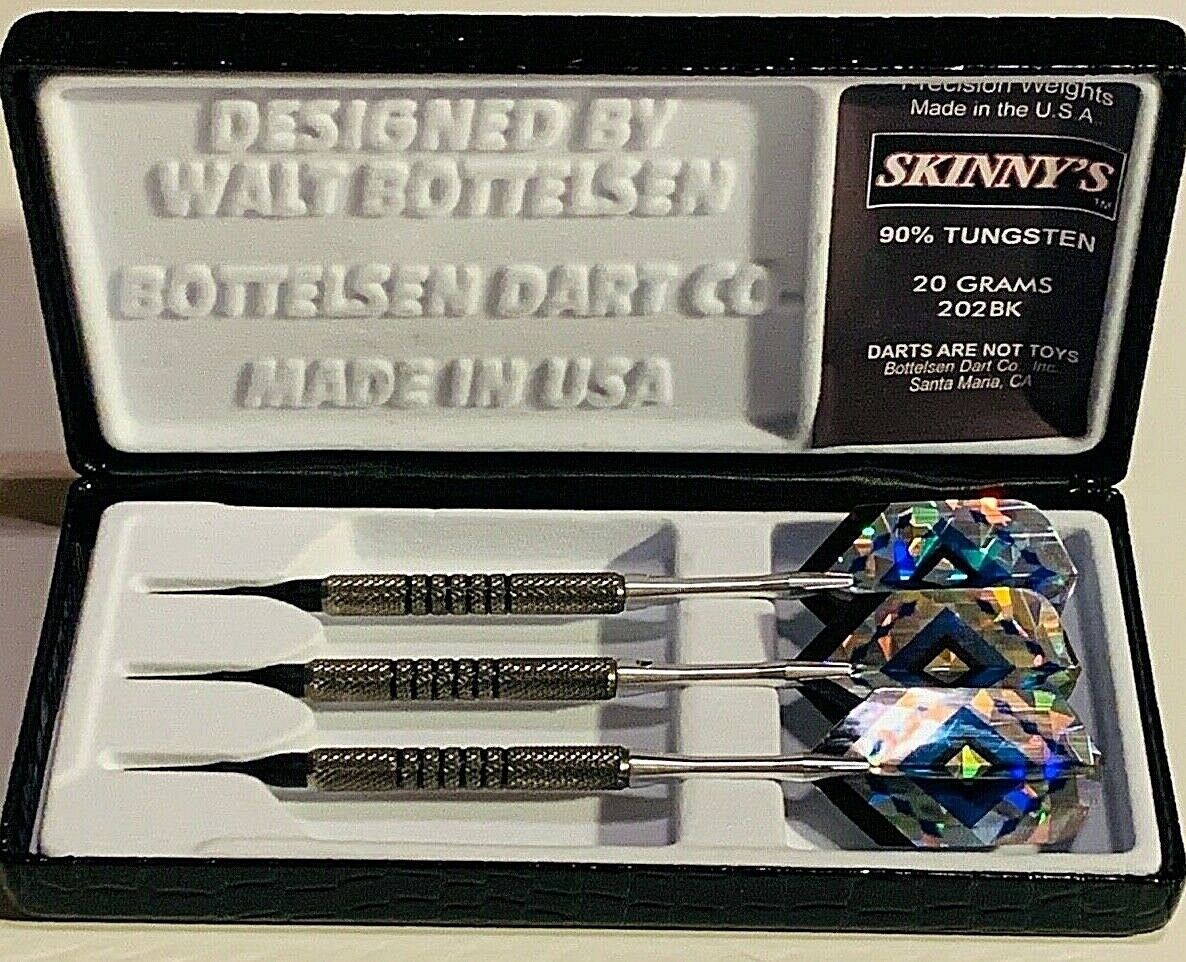 DESIGNED BY
WALT BOTTELSEN
BOTTELSEN DART CO
MADE IN USA
Precision Weights
Made in the U.S.A.
SKINNY'S
TM
90% TUNGSTEN
20 GRAMS
202BK
DARTS ARE NOT TOYS
Bottelsen Dart Co. Inc.
Santa Maria, CA